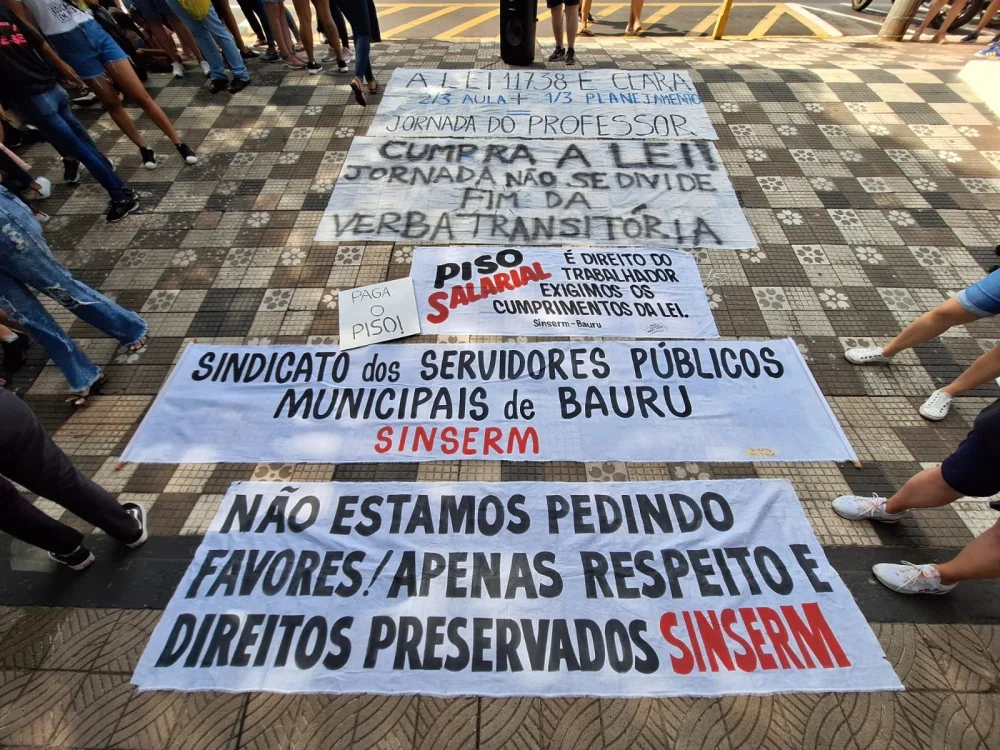 A LEI 11738 E CLARA
2/3 AULA + 1/3 PLANEJAMENTO
JORNADA DO PROFESSOR
CUMPRA A LEI!!
JORNADA NÃO SE DIVIDE
FIM DA
VERBA TRANSITÓRIA
PISO
SALARIAL
É DIREITO DO
TRABALHADOR
EXIGIMOS OS
CUMPRIMENTOS DA LEI.
Sinserm-Bauru
PAGA
O
PISO!
SINDICATO dos SERVIDORES PÚBLICOS
MUNICIPAIS de BAURU
SINSERM
NÃO ESTAMOS PEDINDO
FAVORES! APENAS RESPEITO E
DIREITOS PRESERVADOS SINSERM